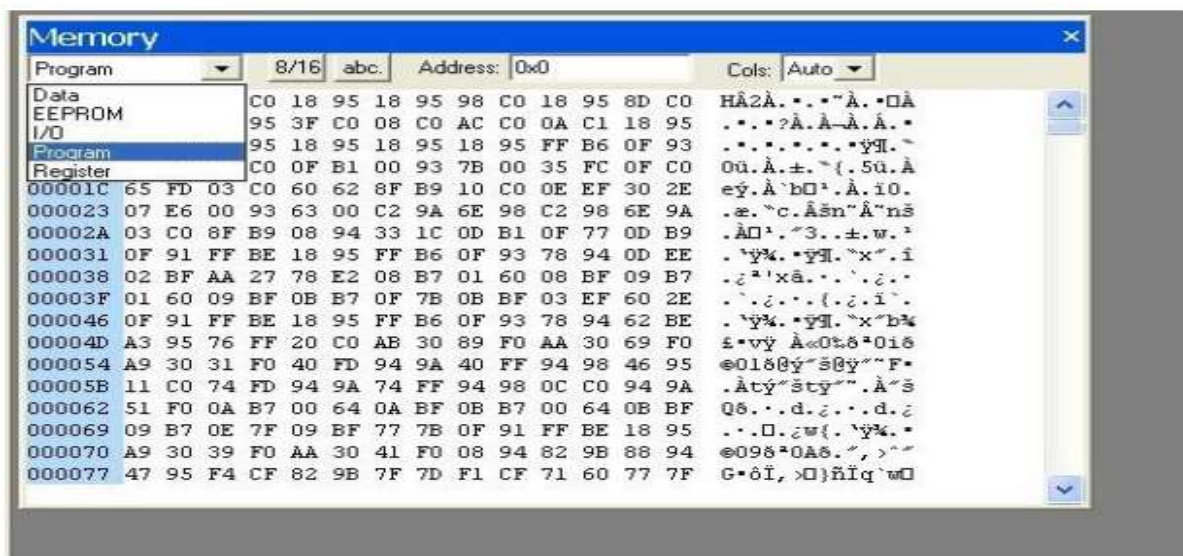 Memory
Program 8/16 abc. Address: 0x0 Cols: Auto
Data
EEPROM
I/O
Program
Register
C0 18 95 18 95 98 C0 18 95 8D C0
95 3F C0 08 C0 AC C0 0A C1 18 95
95 18 95 18 95 18 95 FF B6 0F 93
C0 0F B1 00 93 7B 00 35 FC 0F C0
00001C 65 FD 03 C0 60 62 8F B9 10 C0 0E EF 30 2E
000023 07 E6 00 93 63 00 C2 9A 6E 98 C2 98 6E 9A
00002A 03 C0 8F B9 08 94 33 1C 0D B1 0F 77 0D B9
000031 0F 91 FF BE 18 95 FF B6 0F 93 78 94 0D EE
000038 02 BF AA 27 78 E2 08 B7 01 60 08 BF 09 B7
00003F 01 60 09 BF 0B B7 0F 7B 0B BF 03 EF 60 2E
000046 0F 91 FF BE 18 95 FF B6 0F 93 78 94 62 BE
00004D A3 95 76 FF 20 C0 AB 30 89 F0 AA 30 69 F0
000054 A9 30 31 F0 40 FD 94 9A 40 FF 94 98 46 95
00005B 11 C0 74 FD 94 9A 74 FF 94 98 0C C0 94 9A
000062 51 F0 0A B7 00 64 0A BF 0B B7 00 64 0B BF
000069 09 B7 0E 7F 09 BF 77 7B 0F 91 FF BE 18 95
000070 A9 30 39 F0 AA 30 41 F0 08 94 82 9B 88 94
000077 47 95 F4 CF 82 9B 7F 7D F1 CF 71 60 77 7F